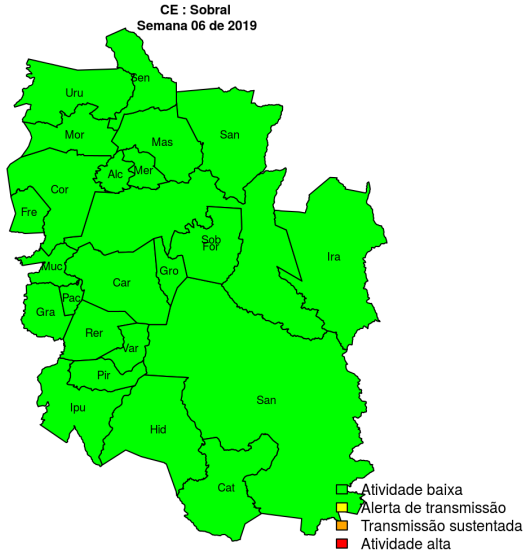 CE : Sobral
Semana 06 de 2019
Sen
Uru
Mor
Mas
San
Alc
Mer
Cor
Fre
Sob
For
Ira
Muc
Gro
Car
Pac
Gra
Rer
Var
Pir
San
Ipu
Hid
Cat
Atividade baixa
Alerta de transmissão
Transmissão sustentada
Atividade alta